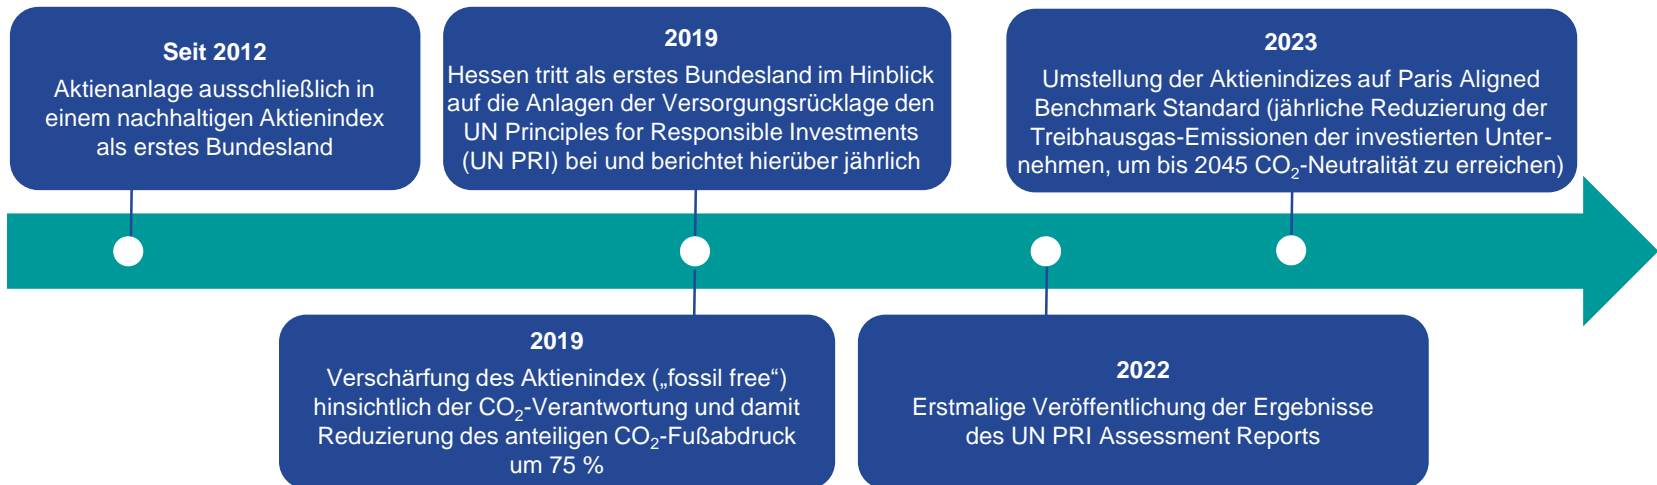 Seit 2012
Aktienanlage ausschließlich in
einem nachhaltigen Aktienindex
als erstes Bundesland
2019
Hessen tritt als erstes Bundesland im Hinblick
auf die Anlagen der Versorgungsrücklage den
UN Principles for Responsible Investments
(UN PRI) bei und berichtet hierüber jährlich
2023
Umstellung der Aktienindizes auf Paris Aligned
Benchmark Standard (jährliche Reduzierung der
Treibhausgas-Emissionen der investierten Unter-
nehmen, um bis 2045 CO₂-Neutralität zu erreichen)
2019
Verschärfung des Aktienindex („fossil free“)
hinsichtlich der CO₂-Verantwortung und damit
Reduzierung des anteiligen CO₂-Fußabdruck
um 75 %
2022
Erstmalige Veröffentlichung der Ergebnisse
des UN PRI Assessment Reports